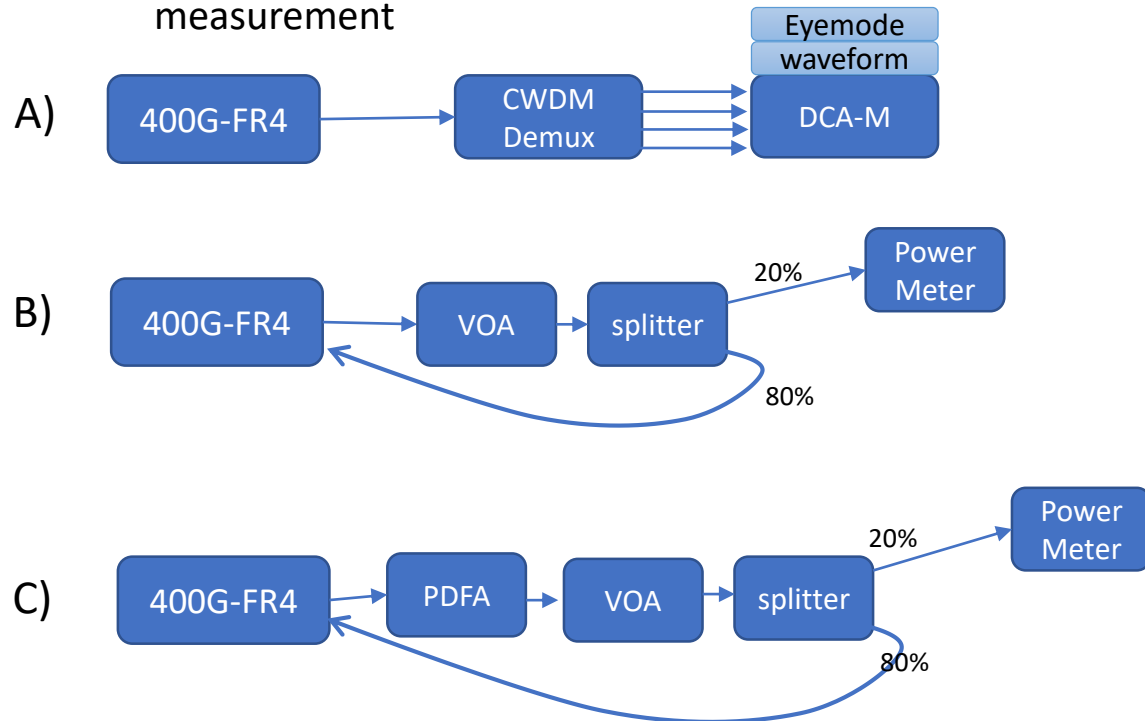 measurement
Eyemode
waveform
A)
400G-FR4
CWDM
Demux
DCA-M
B)
400G-FR4
VOA
splitter
20%
Power
Meter
80%
C)
400G-FR4
PDFA
VOA
splitter
20%
Power
Meter
80%